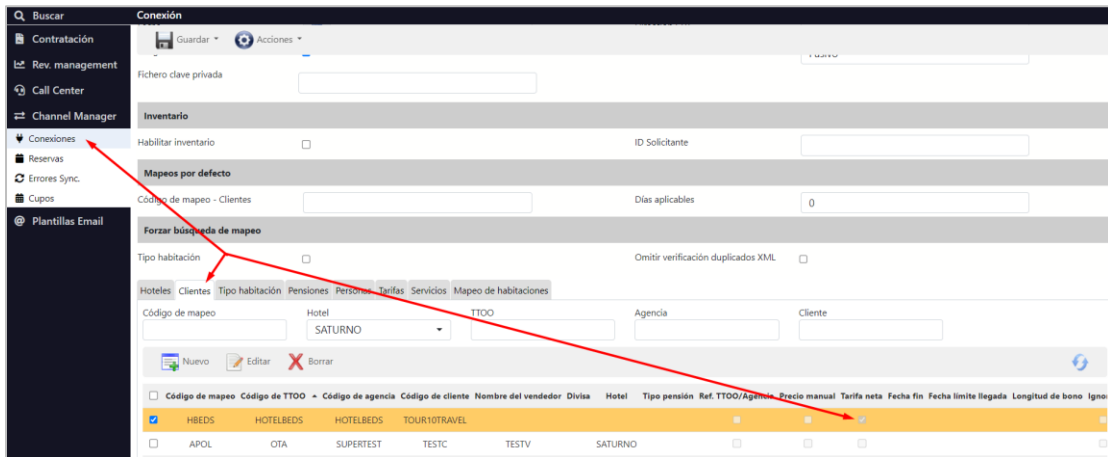 Buscar
Conexión
Contratación
Guardar
Acciones
Rev. management
Fichero clave privada
Call Center
Channel Manager
Inventario
Conexiones
Habilitar inventario
ID Solicitante
Reservas
Errores Sync.
Mapeos por defecto
Cupos
Código de mapeo - Clientes
Días aplicables
0
@ Plantillas Email
Forzar búsqueda de mapeo
Tipo habitación
Omitir verificación duplicados XML
Hoteles Clientes Tipo habitación Pensiones Personas Tarifas Servicios Mapeo de habitaciones
Código de mapeo Hotel TTOO Agencia Cliente
SATURNO
Nuevo Editar Borrar
Código de mapeo Código de TTOO Código de agencia Código de cliente Nombre del vendedor Divisa Hotel Tipo pensión Ref. TTOO/Agencia Precio manual Tarifa neta Fecha fin Fecha límite llegada Longitud de bono
HBEDS HOTELBEDS HOTELBEDS TOUR10TRAVEL
APOL OTA SUPERTEST TESTC TESTV SATURNO